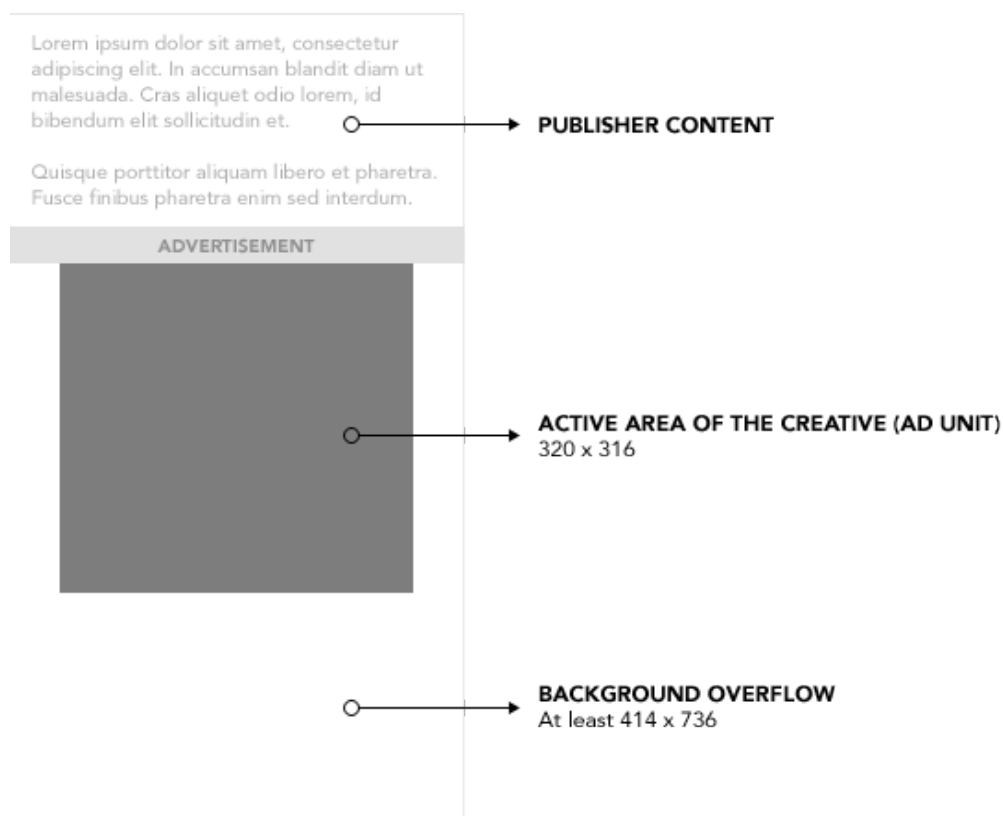 Lorem ipsum dolor sit amet, consectetur
adipiscing elit. In accumsan blandit diam ut
malesuada. Cras aliquet odio lorem, id
bibendum elit sollicitudin et.
PUBLISHER CONTENT
Quisque porttitor aliquam libero et pharetra.
Fusce finibus pharetra enim sed interdum.
ADVERTISEMENT
ACTIVE AREA OF THE CREATIVE (AD UNIT)
320 x 316
BACKGROUND OVERFLOW
At least 414 x 736